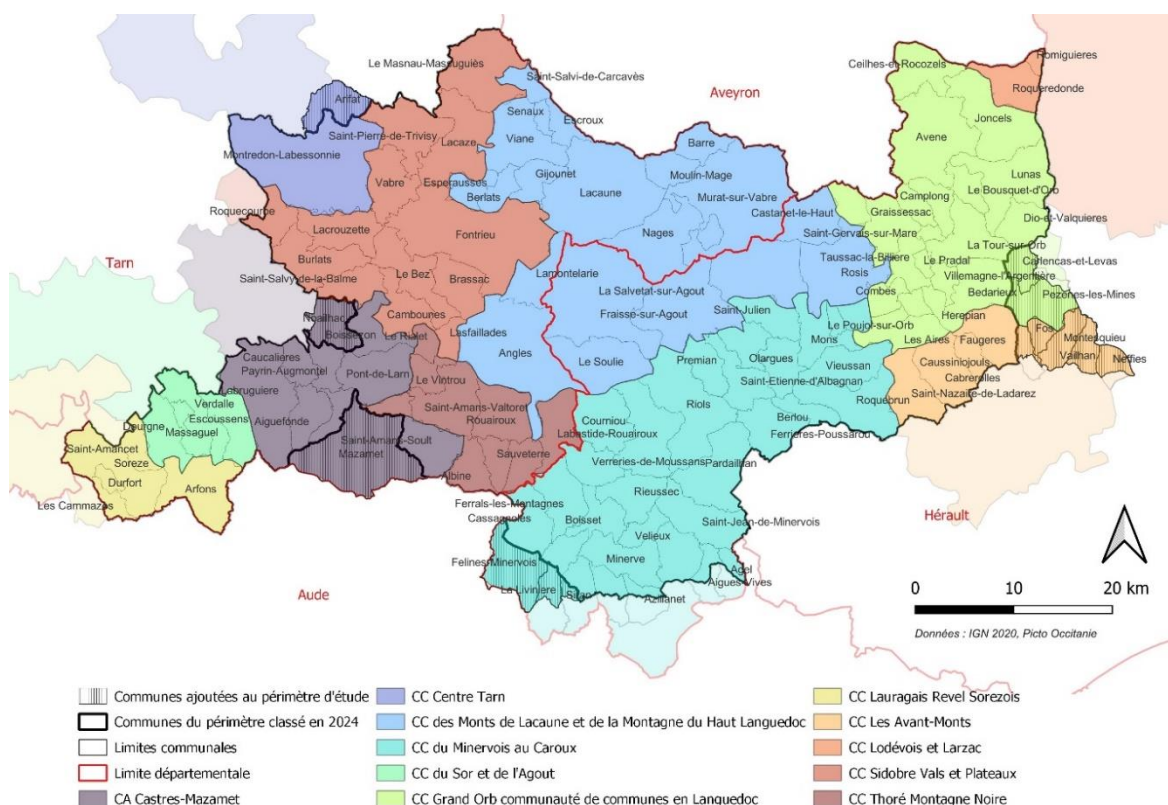 Le Masnau-Massuguiès
Saint-Salvi-de-Carcavès
Aveyron
Ceilhes-et-Rocozels
Romiguieres
Roqueredonde
Arifat
Senaux
Escroux
Saint-Pierre-de-Trivisy
Lacaze
Viane
Barre
Joncels
Avene
Montredon-Labessonnie
Vabre
Esperausses
Gijounet
Moulin-Mage
Lunas
Berlats
Lacaune
Murat-sur-Vabre
Camplong
Le Bousquet-d'Orb
Roquecourbe
Castanet-le-Haut
Graissessac
Dio-et-Valquieres
Lacrouzette
Fontrieu
Nages
Saint-Gervais-sur-Mare
La Tour-sur-Orb
Burlats
Taussac-la-Billière
Le Pradal
Carlencas-et-Levas
Tarn
Saint-Salvy-de-la-Balme
Le Bez
Brassac
Lamontelarie
Rosis
Villemagne-l'Argentière
La Salvetat-sur-Agout
Combes
Bedarieux
Pezenes-les-Mines
Noailhac
Cambounes
Fraisse-sur-Agout
Saint-Julien
Herepian
Boissezon
Le Rialet
Lasfaillades
Le Poujol-sur-Orb
Fos
Montesquieu
Caucalieres
Angles
Mons
Les Aires
Faugeres
Vailhan
Payrin-Augmontel
Pont-de-Larn
Le Soulie
Premian
Olargues
Vieussan
Caussiniojouls
Neffies
Labruguiere
Le Vintrou
Saint-Etienne-d'Albagnan
Cabrerolles
Verdalle
Saint-Nazaire-de-Ladarez
Escoussens
Saint-Amans-Valtoret
Riols
Roquebrun
Dourgne
Aiguefonde
Rouairoux
Courniou
Berlou
Massaguel
Labastide-Rouairoux
Ferrieres-Poussarou
Saint-Amancet
Saint-Amans-Soult
Soreze
Mazamet
Sauveterre
Verreries-de-Moussans
Pardailhan
Durfort
Arfons
Albine
Rieussec
Les Cammazes
Ferrals-les-Montagnes
Cassagnoles
Boisset
Saint-Jean-de-Minervois
Hérault
Velieux
Felines-Minervois
Minerve
Agel
La Liviniere
Aigues-Vives
Aude
Siran
Azillanet
0 10 20 km
Données : IGN 2020, Picto Occitanie
Communes ajoutées au périmètre d'étude
Communes du périmètre classé en 2024
Limites communales
Limite départementale
CA Castres-Mazamet
CC Centre Tarn
CC des Monts de Lacaune et de la Montagne du Haut Languedoc
CC du Minervois au Caroux
CC du Sor et de l'Agout
CC Grand Orb communauté de communes en Languedoc
CC Lauragais Revel Sorezois
CC Les Avant-Monts
CC Lodévois et Larzac
CC Sidobre Vals et Plateaux
CC Thoré Montagne Noire